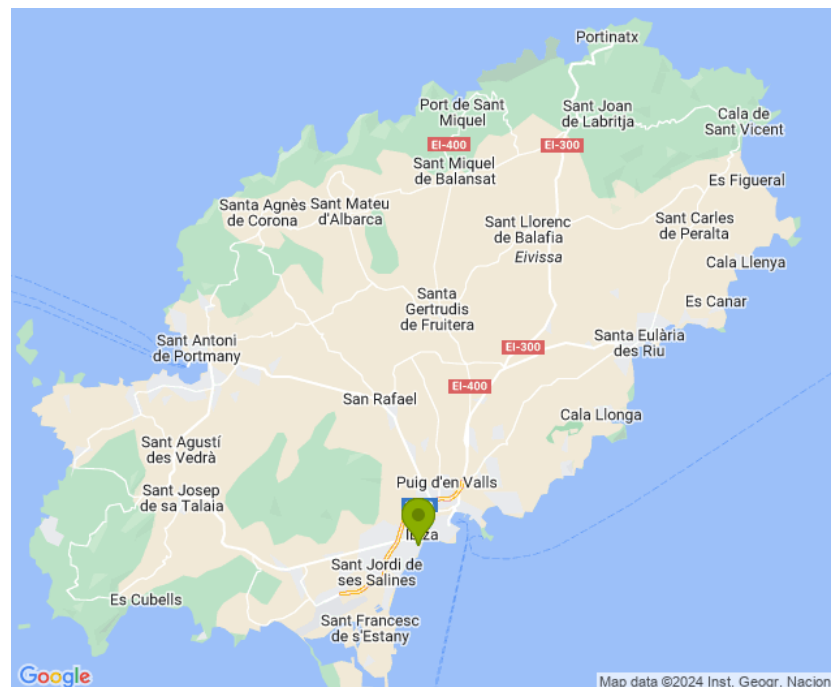 Portinatx
Port de Sant
Miquel
Sant Joan
de Labritja
Cala de
Sant Vicent
EI-400
EI-300
Sant Miquel
de Balansat
Es Figueral
Santa Agnès
de Corona
Sant Mateu
d'Albarca
Sant Llorenc
de Balafia
Sant Carles
de Peralta
Eivissa
Cala Llenya
Santa
Gertrudis
de Fruitera
Es Canar
Sant Antoni
de Portmany
EI-300
Santa Eulària
des Riu
EI-400
San Rafael
Cala Llonga
Sant Agustí
des Vedrà
Puig d'en Valls
Sant Josep
de sa Talaia
Sant Jordi de
ses Salines
Es Cubells
Sant Francesc
de s'Estany
Google
Map data ©2024 Inst. Geogr. Nacion